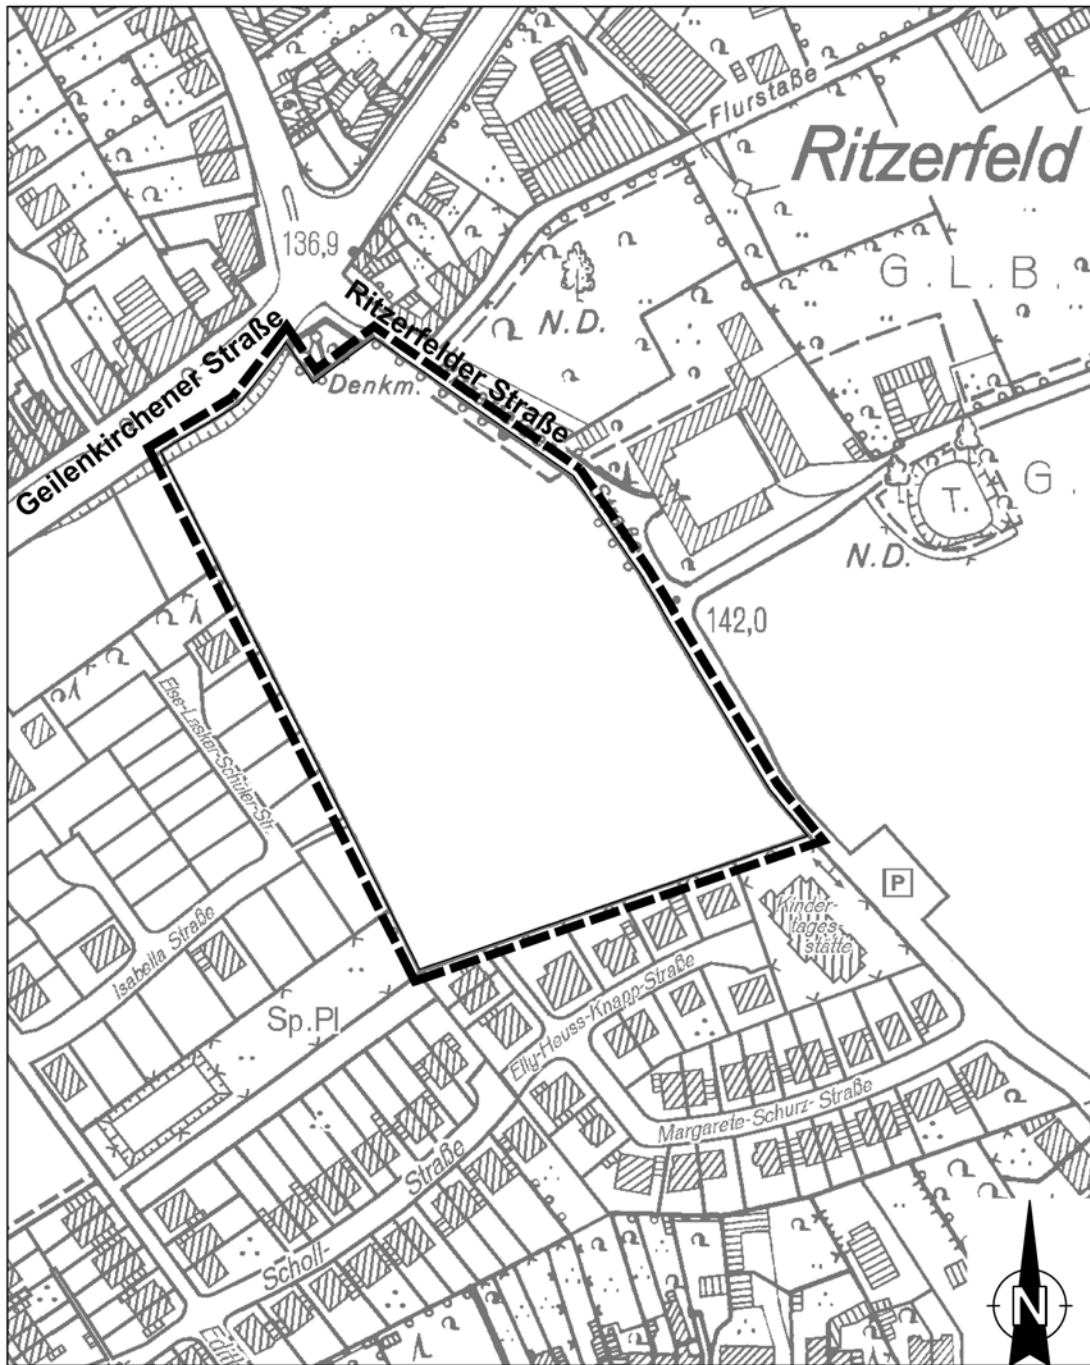 Flurstaße
Ritzerfeld
136,9
G.L.B.
Ritzerfelder Straße
N.D.
Geilenkirchener Straße
Denkm.
T.
G.
N.D.
142,0
Else-Lasker-Schüler-Str.
P
Kinder-
tages-
stätte
Isabella Straße
Sp.Pl
Elly-Heuss-Knapp-Straße
Margarete-Schurz-Straße
Scholl-
Straße
N